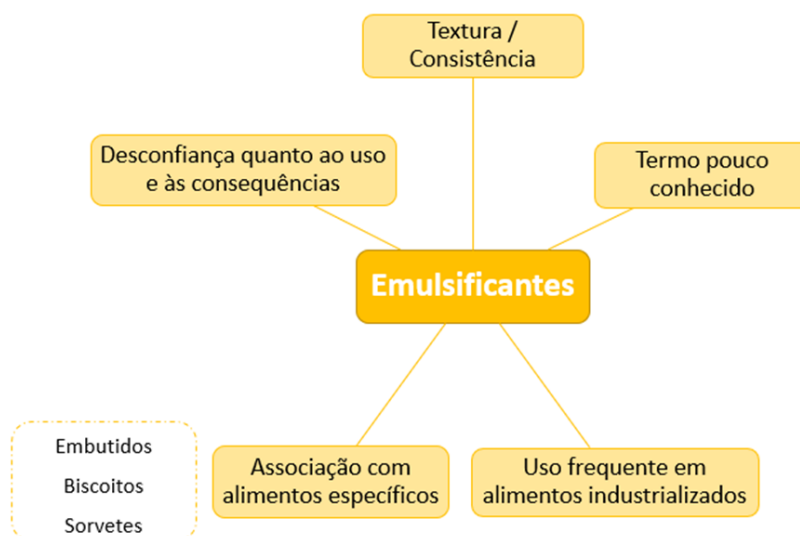 Textura /
Consistência
Desconfiança quanto ao uso
e às consequências
Termo pouco
conhecido
Emulsificantes
Embutidos
Biscoitos
Sorvetes
Associação com
alimentos específicos
Uso frequente em
alimentos industrializados